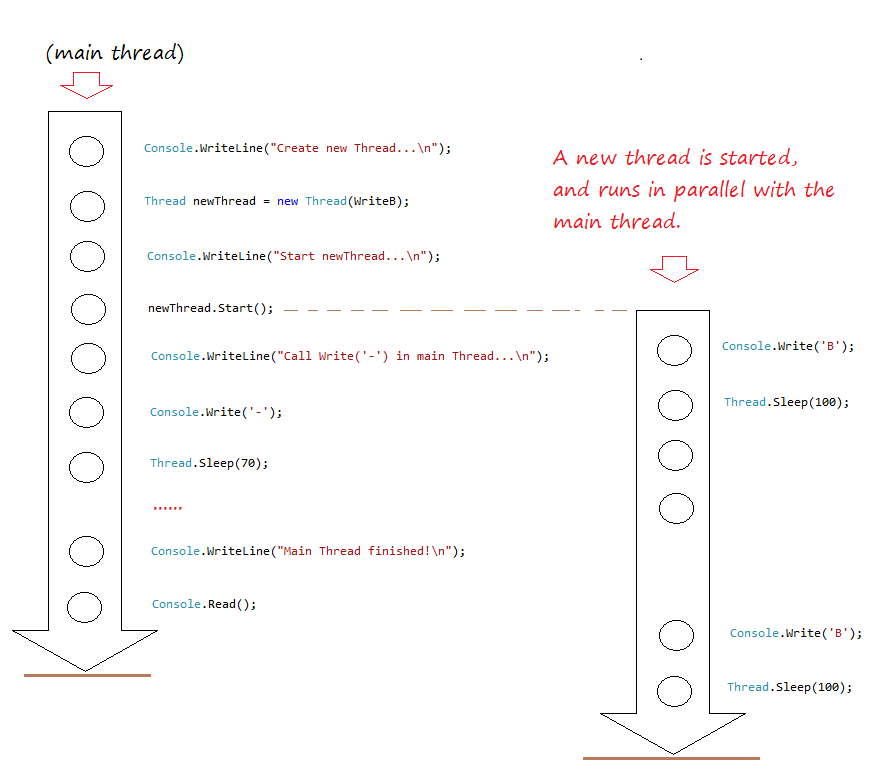 (main thread)
Console.WriteLine("Create new Thread...\n");
Thread newThread = new Thread(WriteB);
Console.WriteLine("Start newThread...\n");
newThread.Start();
Console.WriteLine("Call Write('-') in main Thread...\n");
Console.Write('-');
Thread.Sleep(70);
......
Console.WriteLine("Main Thread finished!\n");
Console.Read();
A new thread is started,
and runs in parallel with the
main thread.
Console.Write('B');
Thread.Sleep(100);
Console.Write('B');
Thread.Sleep(100);